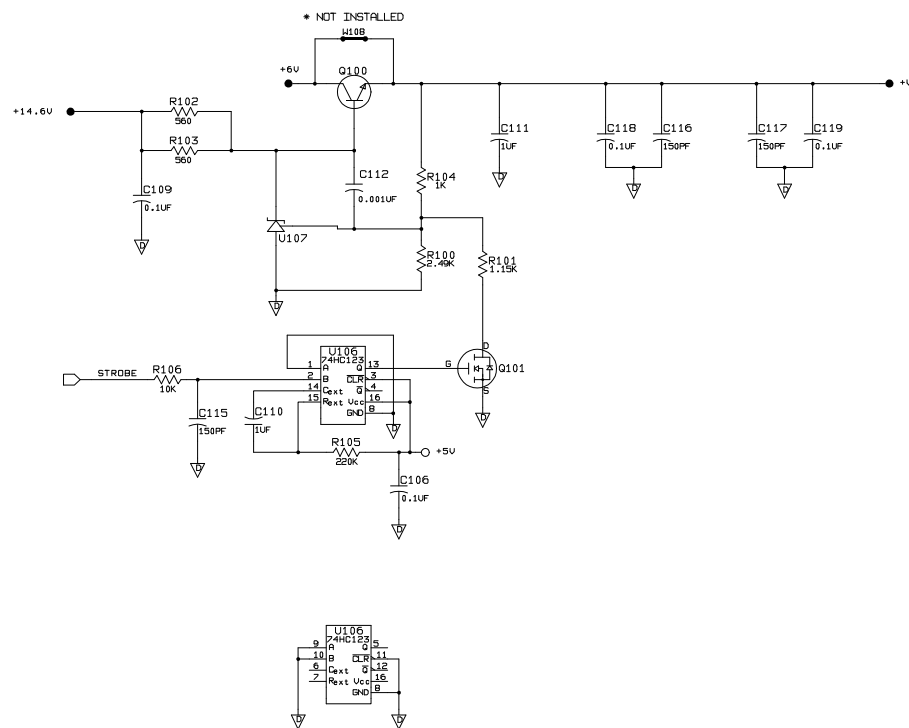 * NOT INSTALLED
W108
+6V
Q100
+14.6V
R102
560
R103
560
C109
0.1UF
D
C112
0.001UF
U107
D
R104
1K
R100
2.49K
R101
1.15K
C111
1UF
D
C118
0.1UF
C116
150PF
D
C117
150PF
C119
0.1UF
D
STROBE
R106
10K
C115
150PF
D
C110
1UF
U106
74HC123
1 A Q 13
2 B CLR 3
14 Cext Q 4
15 Rext Vcc 16
GND 8
D
R105
220K
+5V
C106
0.1UF
D
G
D
S
Q101
D
U106
74HC123
9 A Q 5
10 B CLR 11
6 Cext Q 12
7 Rext Vcc 16
GND 8
D
D